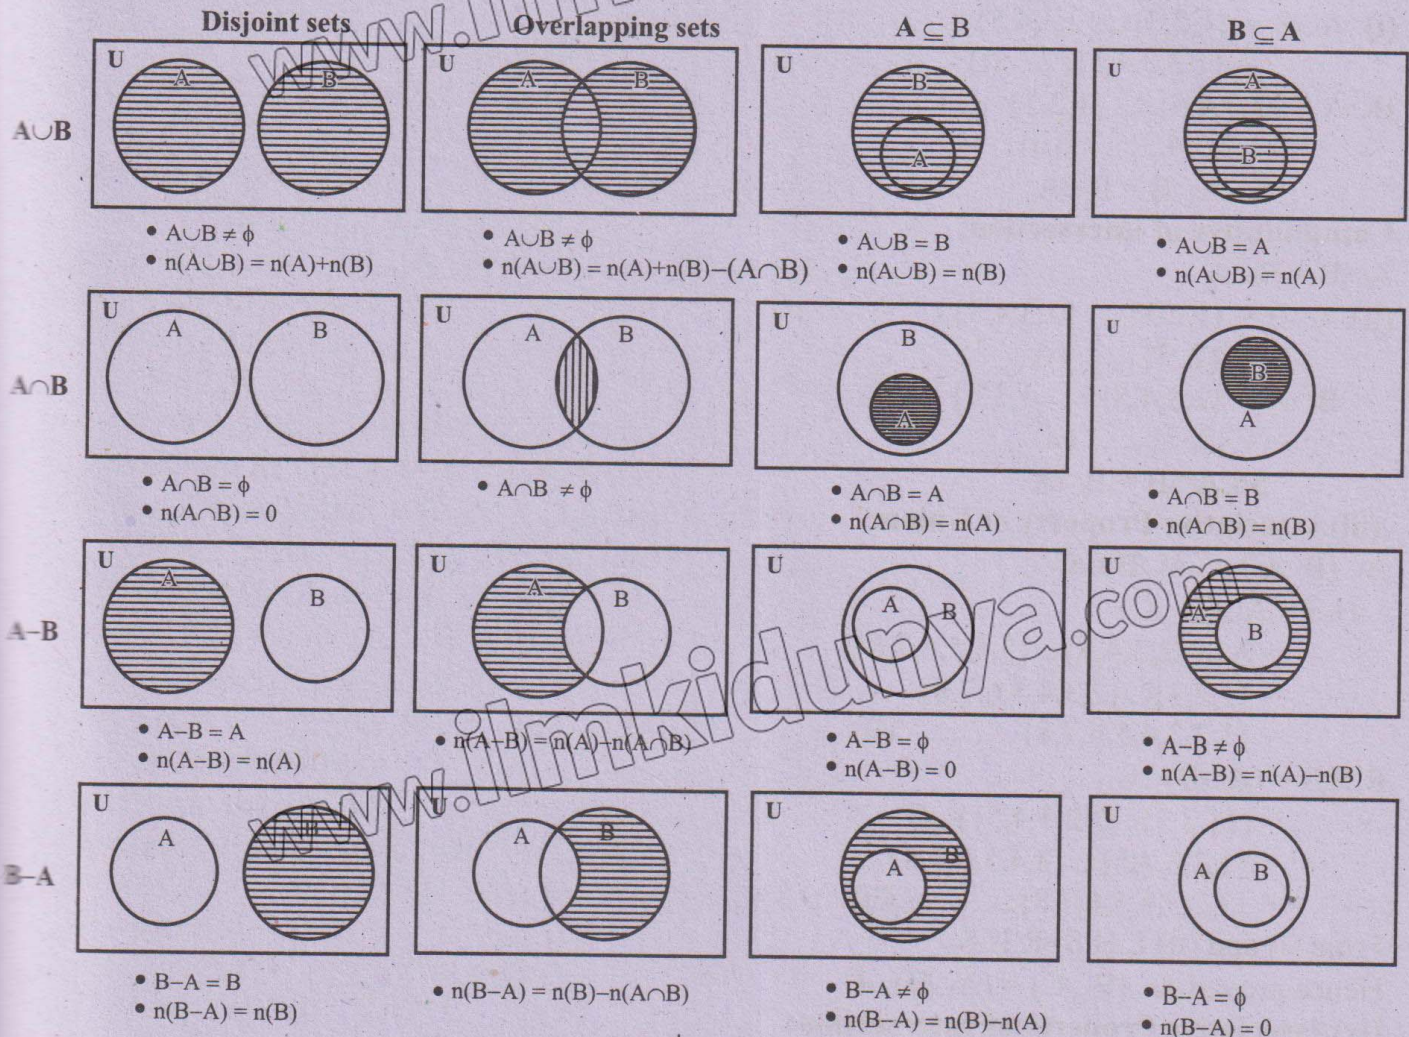 Disjoint sets Overlapping sets A ⊆ B B ⊆ A
A∪B
U A B
U A B
U B A
U A B
• A∪B ≠ ϕ
• n(A∪B) = n(A)+n(B)
• A∪B ≠ ϕ
• n(A∪B) = n(A)+n(B)−(A∩B)
• A∪B = B
• n(A∪B) = n(B)
• A∪B = A
• n(A∪B) = n(A)
A∩B
U A B
U A B
U B A
U B A
• A∩B = ϕ
• n(A∩B) = 0
• A∩B ≠ ϕ
• A∩B = A
• n(A∩B) = n(A)
• A∩B = B
• n(A∩B) = n(B)
A−B
U A B
U A B
U A B
U A B
• A−B = A
• n(A−B) = n(A)
• n(A−B) = n(A)−n(A∩B)
• A−B = ϕ
• n(A−B) = 0
• A−B ≠ ϕ
• n(A−B) = n(A)−n(B)
B−A
U A B
U A B
U A B
U A B
• B−A = B
• n(B−A) = n(B)
• n(B−A) = n(B)−n(A∩B)
• B−A ≠ ϕ
• n(B−A) = n(B)−n(A)
• B−A = ϕ
• n(B−A) = 0
www.ilmkidunya.com